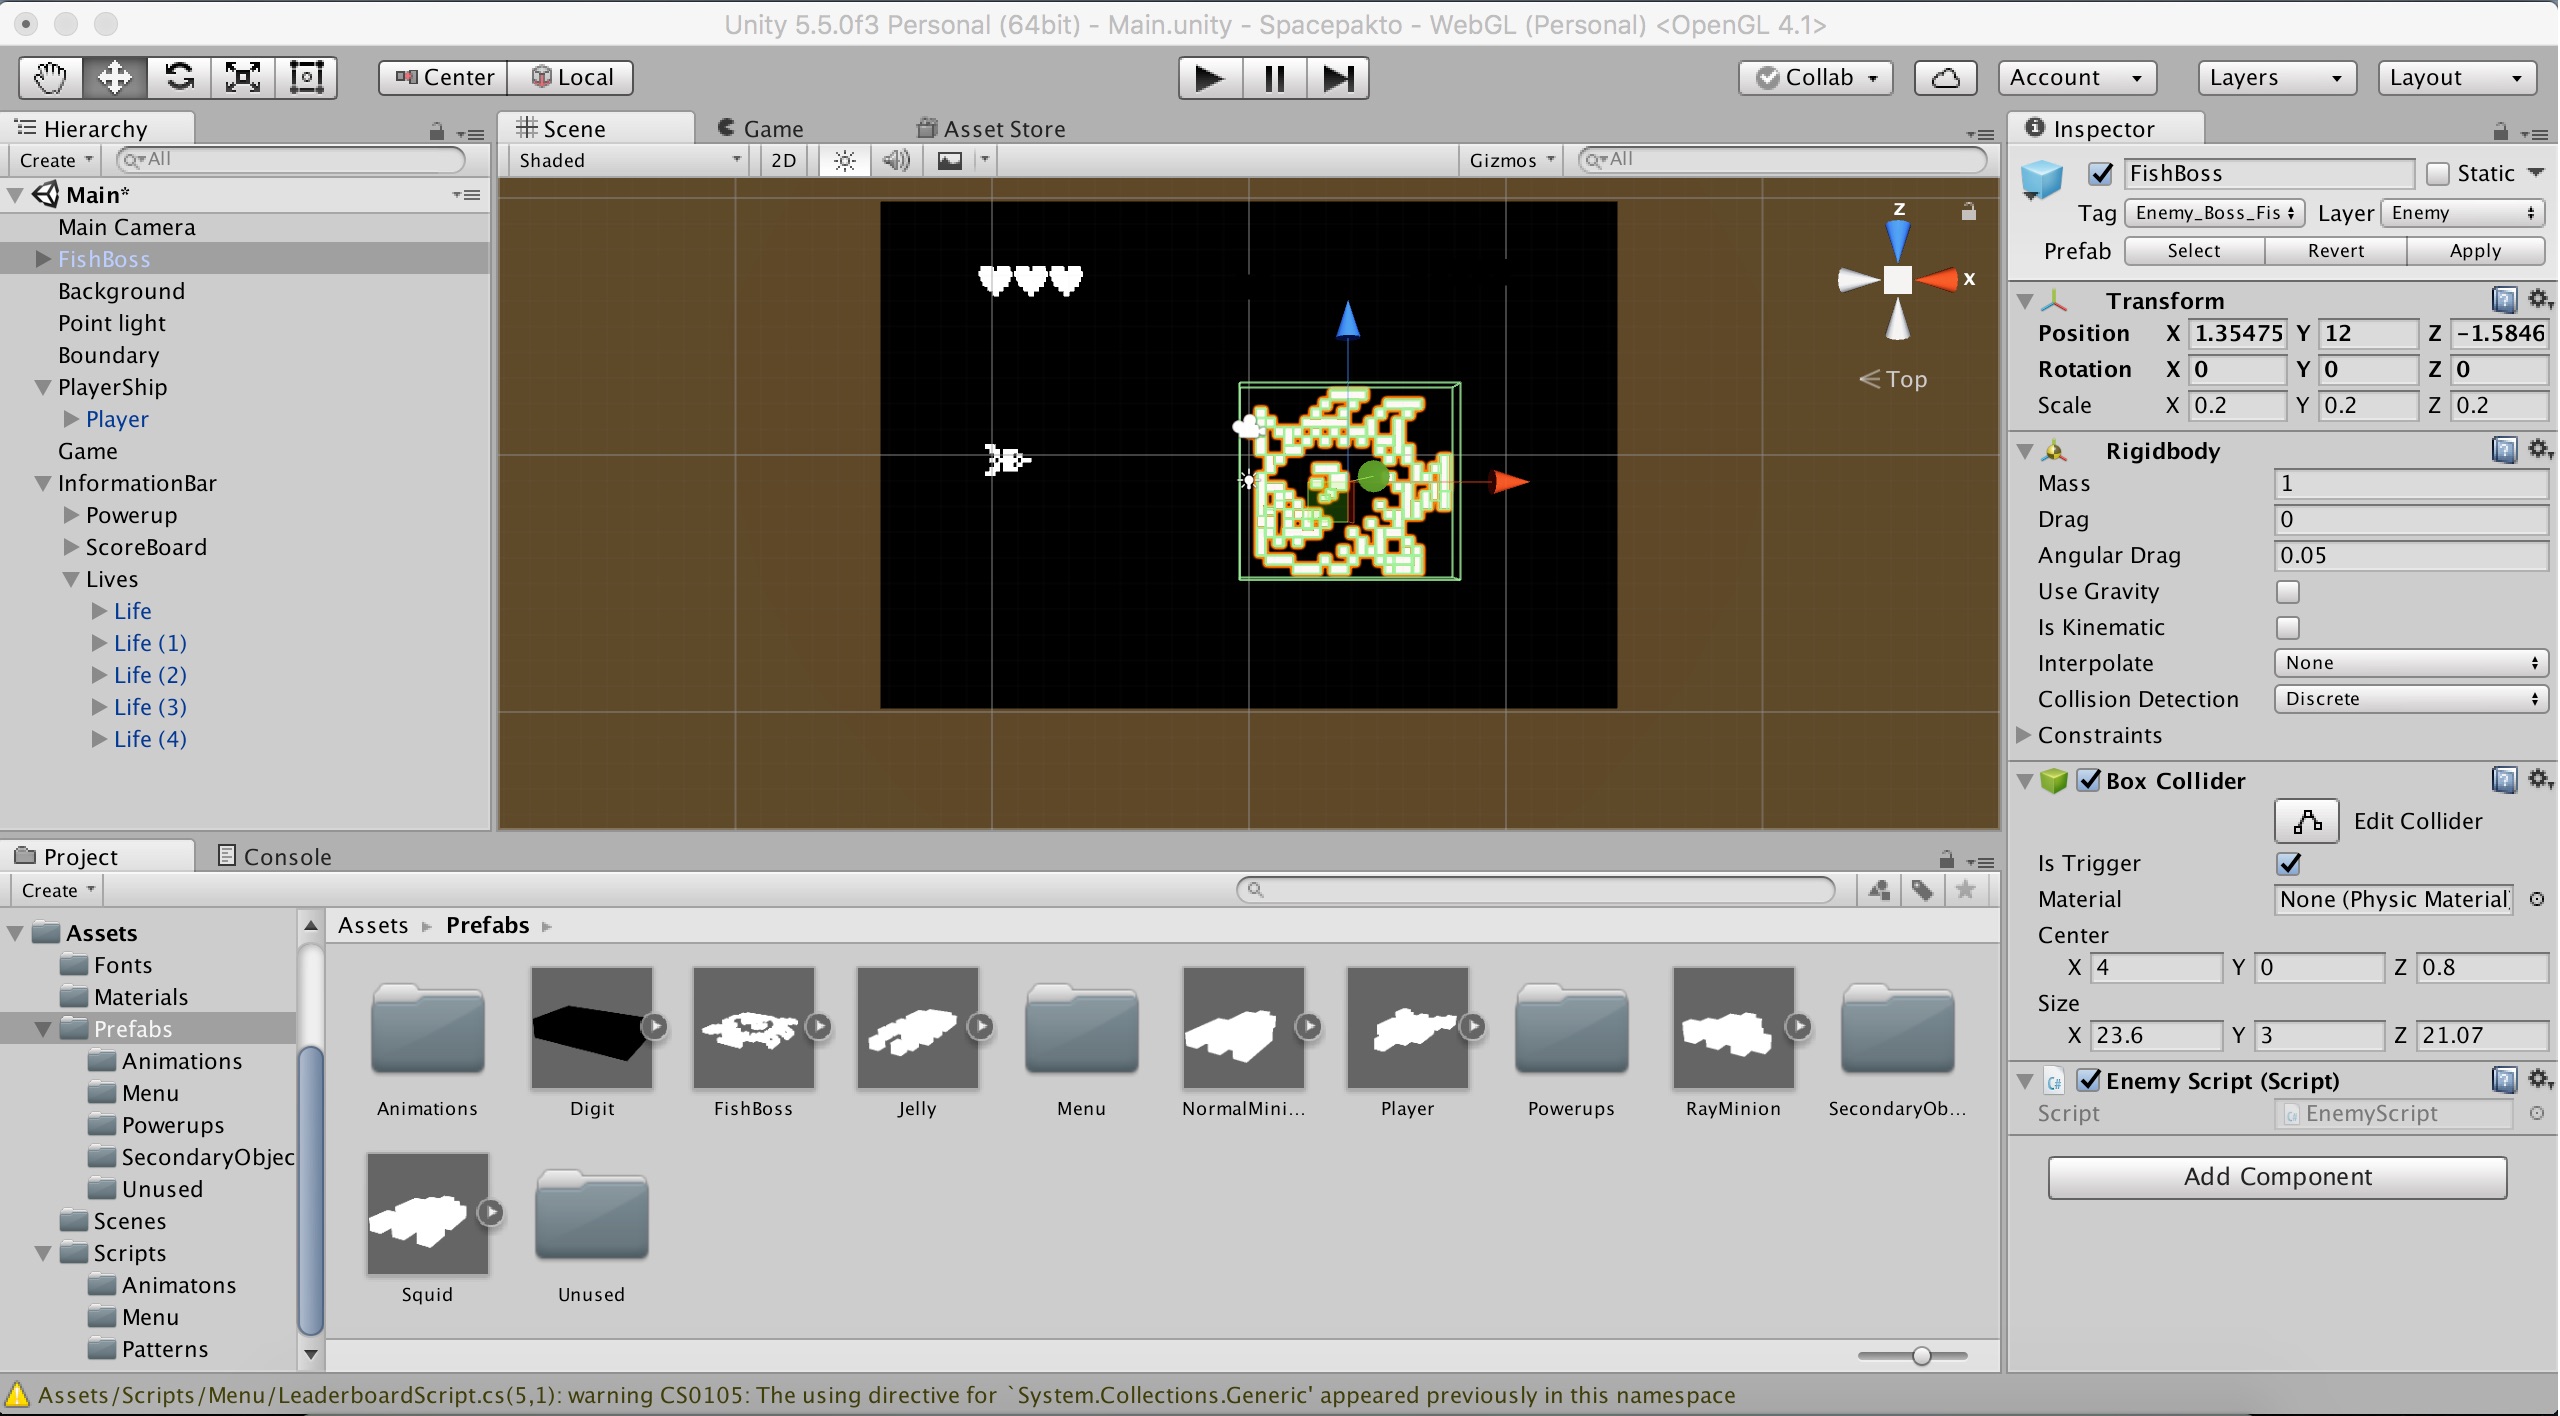 Unity 5.5.0f3 Personal (64bit) - Main.unity - Spacepakto - WebGL (Personal) <OpenGL 4.1>
Center Local Collab Account Layers Layout
Hierarchy
Create All
Main*
Main Camera
FishBoss
Background
Point light
Boundary
PlayerShip
Player
Game
InformationBar
Powerup
ScoreBoard
Lives
Life
Life (1)
Life (2)
Life (3)
Life (4)
Scene Game Asset Store
Shaded 2D Gizmos All
Z
X
Top
Inspector
FishBoss Static
Tag Enemy_Boss_Fis Layer Enemy
Prefab Select Revert Apply
Transform
Position X 1.35475 Y 12 Z -1.5846
Rotation X 0 Y 0 Z 0
Scale X 0.2 Y 0.2 Z 0.2
Rigidbody
Mass 1
Drag 0
Angular Drag 0.05
Use Gravity
Is Kinematic
Interpolate None
Collision Detection Discrete
Constraints
Box Collider
Edit Collider
Is Trigger
Material None (Physic Material)
Center
X 4 Y 0 Z 0.8
Size
X 23.6 Y 3 Z 21.07
C# Enemy Script (Script)
Script EnemyScript
Add Component
Project Console
Create
Assets
Fonts
Materials
Prefabs
Animations
Menu
Powerups
SecondaryObjec
Unused
Scenes
Scripts
Animatons
Menu
Patterns
Assets Prefabs
Animations Digit FishBoss Jelly Menu NormalMini... Player Powerups RayMinion SecondaryOb...
Squid Unused
Assets/Scripts/Menu/LeaderboardScript.cs(5,1): warning CS0105: The using directive for `System.Collections.Generic' appeared previously in this namespace